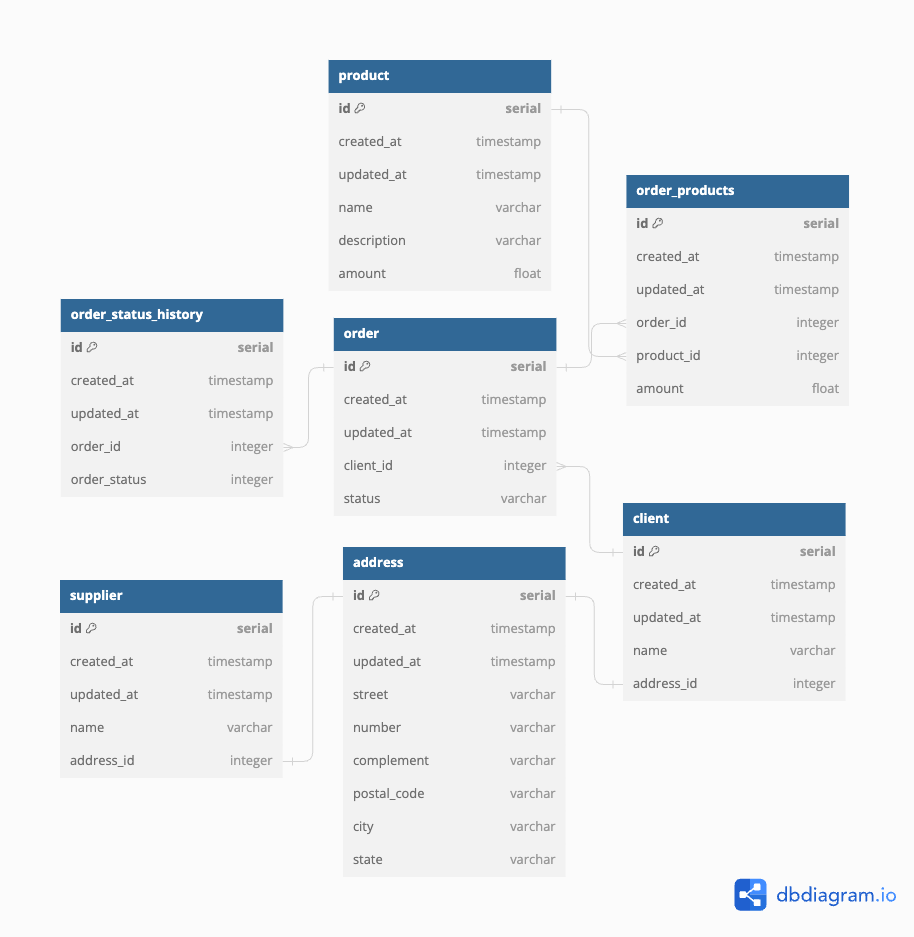 product
id serial
created_at timestamp
updated_at timestamp
name varchar
description varchar
amount float
order_products
id serial
created_at timestamp
updated_at timestamp
order_id integer
product_id integer
amount float
order_status_history
id serial
created_at timestamp
updated_at timestamp
order_id integer
order_status integer
order
id serial
created_at timestamp
updated_at timestamp
client_id integer
status varchar
client
id serial
created_at timestamp
updated_at timestamp
name varchar
address_id integer
supplier
id serial
created_at timestamp
updated_at timestamp
name varchar
address_id integer
address
id serial
created_at timestamp
updated_at timestamp
street varchar
number varchar
complement varchar
postal_code varchar
city varchar
state varchar
dbdiagram.io